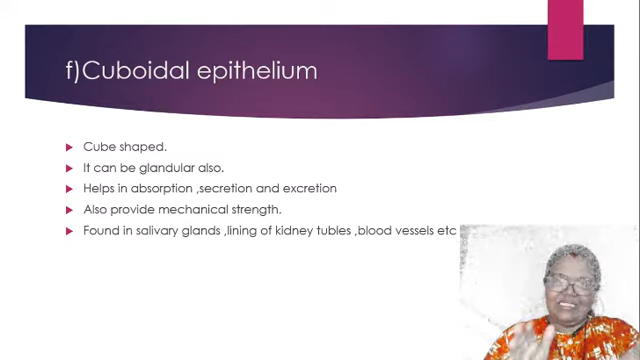 f)Cuboidal epithelium
Cube shaped.
It can be glandular also.
Helps in absorption ,secretion and excretion
Also provide mechanical strength.
Found in salivary glands ,lining of kidney tubles ,blood vessels etc